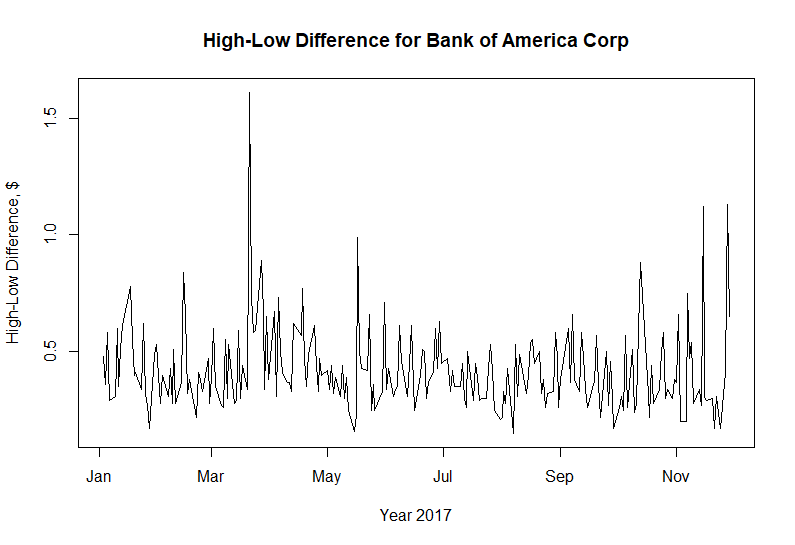 High-Low Difference for Bank of America Corp
High-Low Difference, $
1.5
1.0
0.5
Jan Mar May Jul Sep Nov
Year 2017